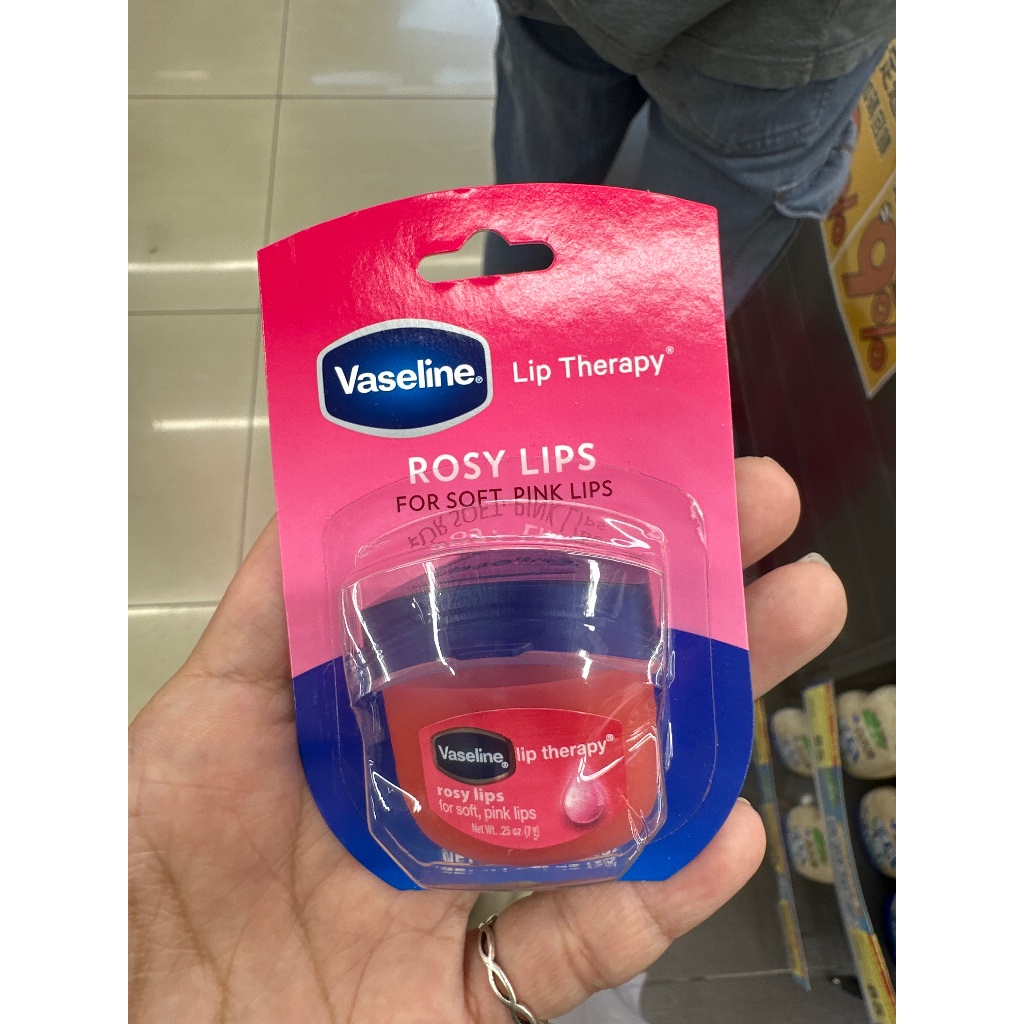 Vaseline®
Lip Therapy®
ROSY LIPS
FOR SOFT, PINK LIPS
Vaseline®
lip therapy®
rosy lips
for soft, pink lips
Net Wt. .25 oz (7 g)